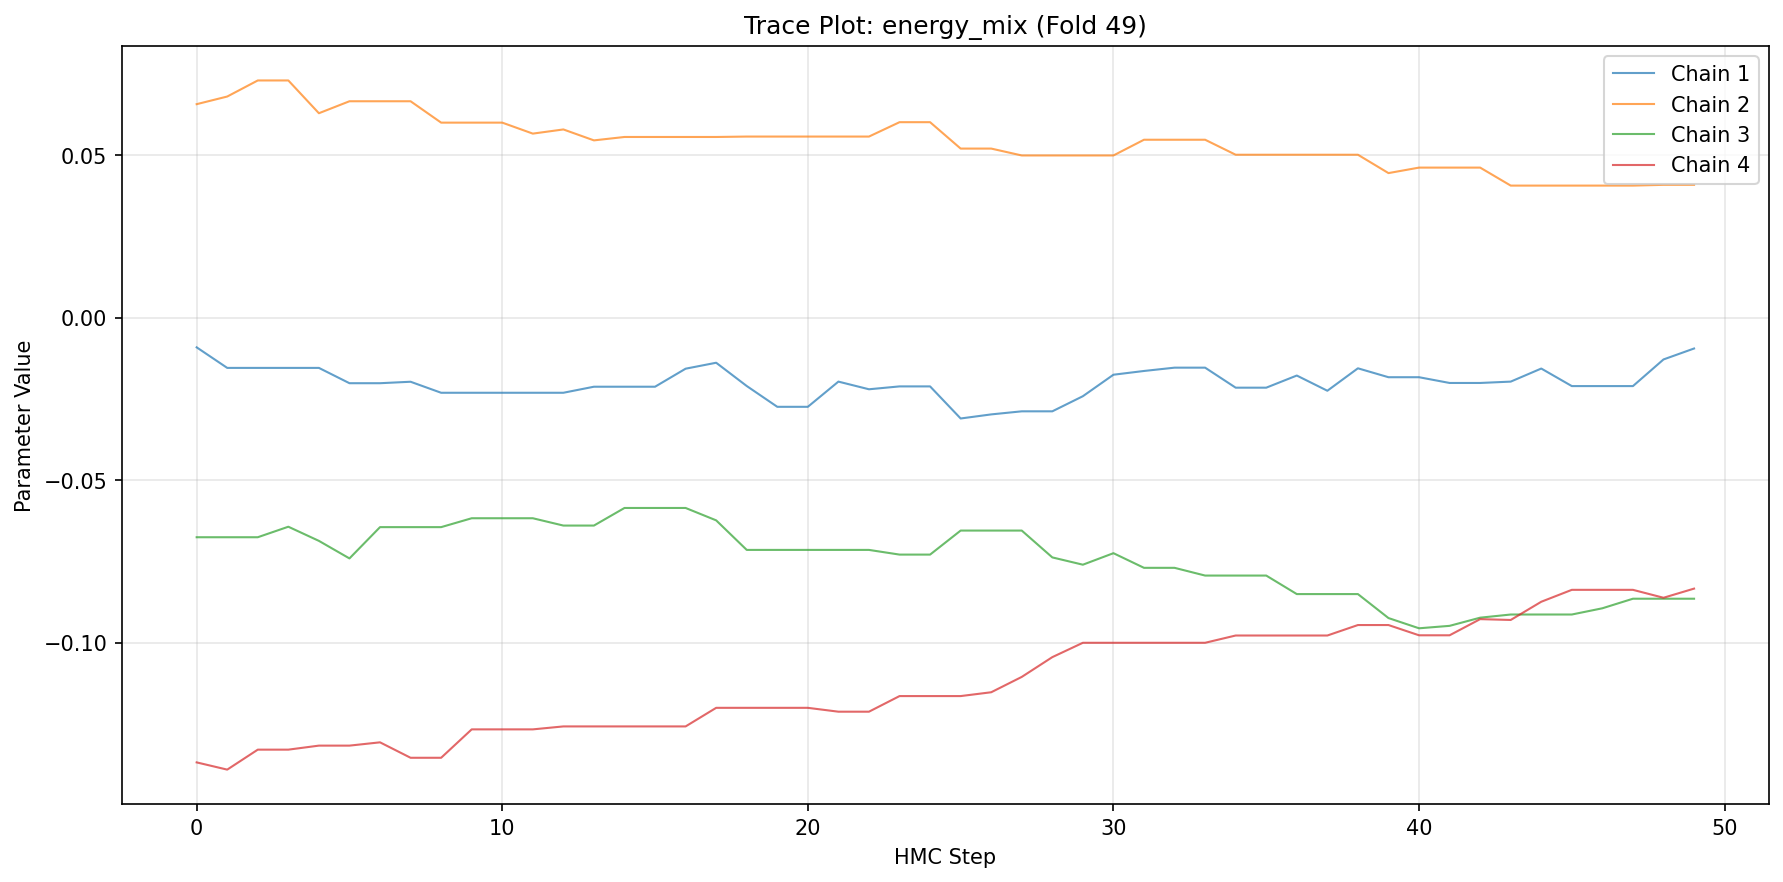 Trace Plot: energy_mix (Fold 49)
Chain 1
Chain 2
Chain 3
Chain 4
Parameter Value
0.05
0.00
−0.05
−0.10
0 10 20 30 40 50
HMC Step